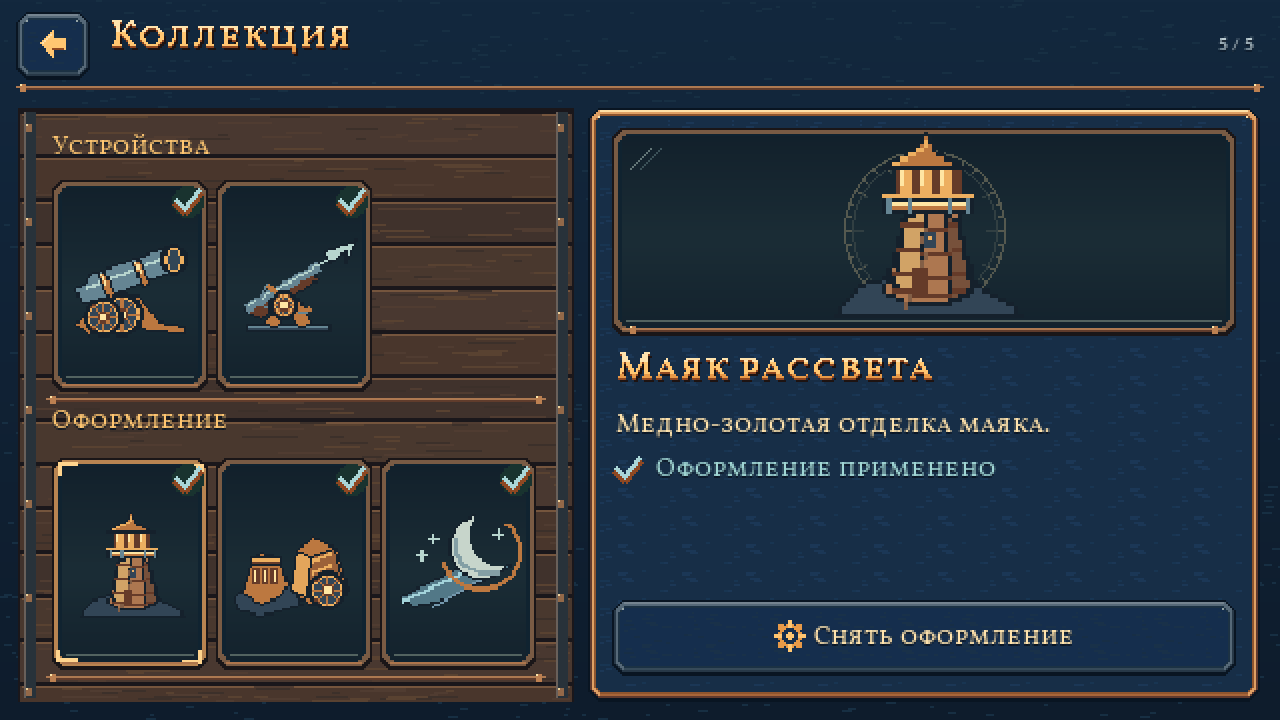 Коллекция
5 / 5
Устройства
Оформление
Маяк рассвета
Медно-золотая отделка маяка.
Оформление применено
Снять оформление